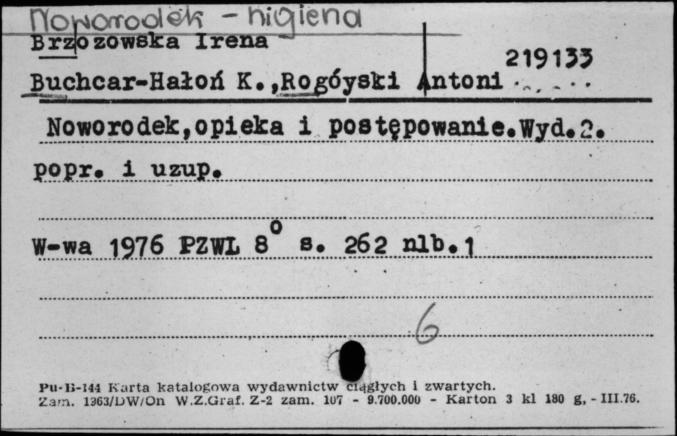 Noworodek - higiena
Brzozowska Irena
219133
Buchcar-Hałoń K., Rogóyski Antoni
Noworodek, opieka i postępowanie. Wyd. 2.
popr. i uzup.
W-wa 1976 PZWL 8° s. 262 nlb. 1
6
Pu-B-144 Karta katalogowa wydawnictw ciągłych i zwartych.
Zam. 1363/DW/On W.Z.Graf. Z-2 zam. 107 - 9.700.000 - Karton 3 kl 180 g, - III.76.